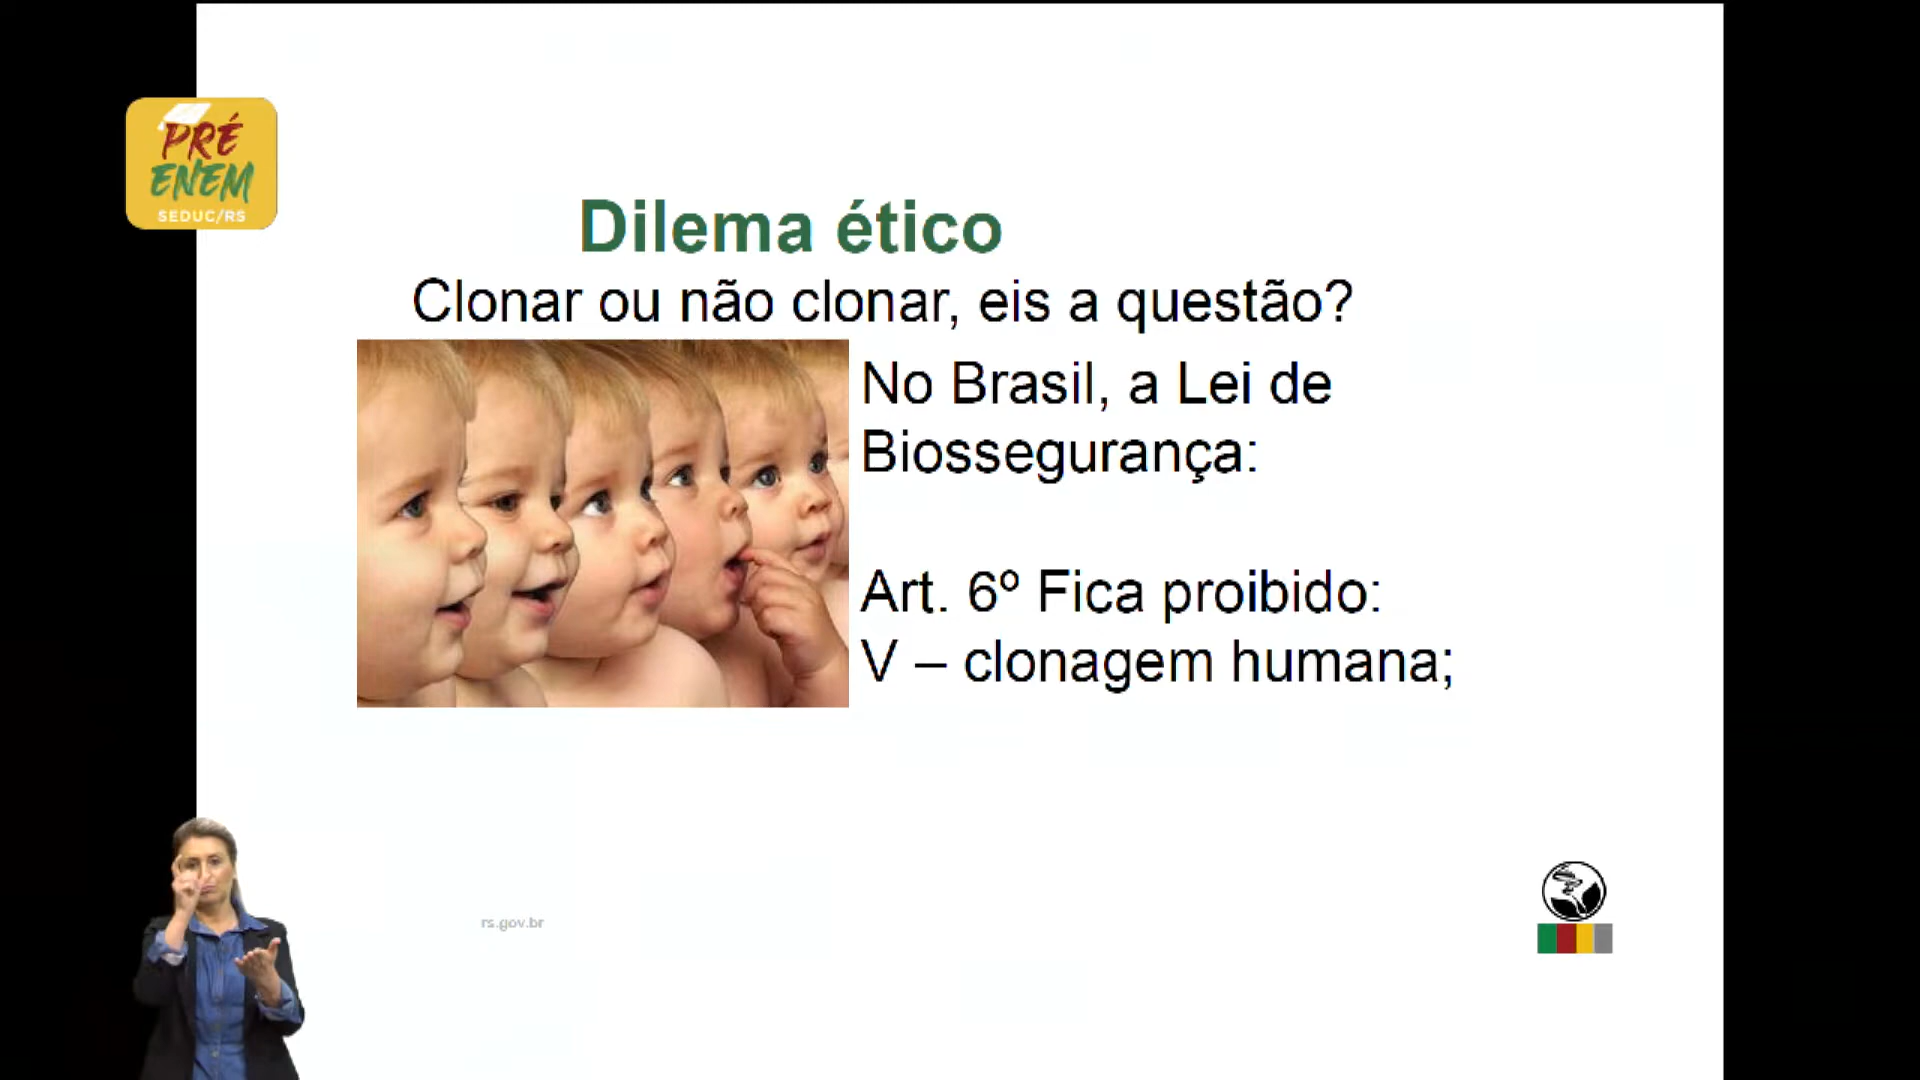 PRÉ
ENEM
SEDUC/RS
Dilema ético
Clonar ou não clonar, eis a questão?
No Brasil, a Lei de
Biossegurança:
Art. 6º Fica proibido:
V – clonagem humana;
rs.gov.br